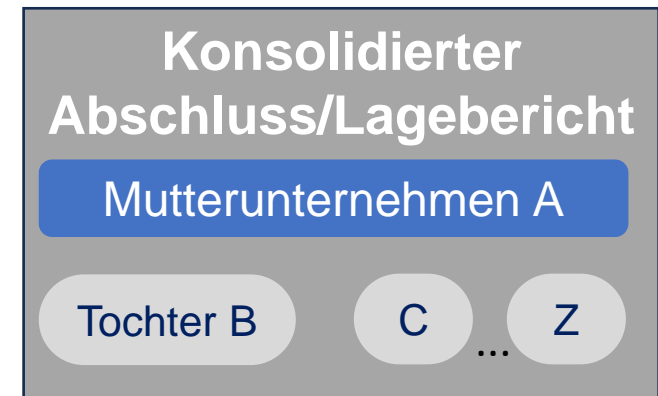 Konsolidierter
Abschluss/Lagebericht
Mutterunternehmen A
Tochter B C ... Z